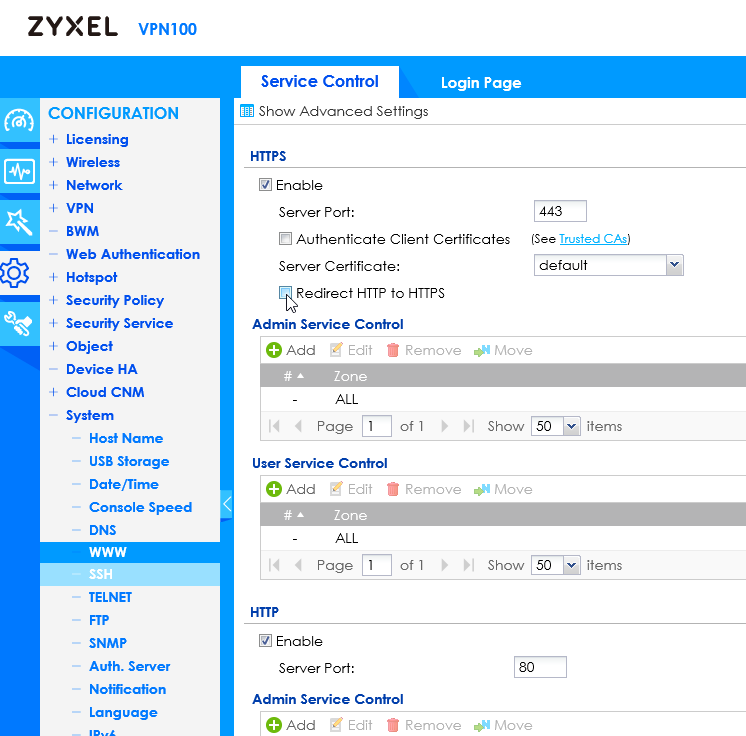 ZYXEL VPN100
Service Control Login Page
CONFIGURATION
+ Licensing
+ Wireless
+ Network
+ VPN
- BWM
- Web Authentication
+ Hotspot
+ Security Policy
+ Security Service
+ Object
- Device HA
+ Cloud CNM
- System
- Host Name
- USB Storage
- Date/Time
- Console Speed
- DNS
- WWW
- SSH
- TELNET
- FTP
- SNMP
- Auth. Server
- Notification
- Language
- IPv6
Show Advanced Settings
HTTPS
Enable
Server Port: 443
Authenticate Client Certificates (See Trusted CAs)
Server Certificate: default
Redirect HTTP to HTTPS
Admin Service Control
Add Edit Remove Move
# Zone
- ALL
Page 1 of 1 Show 50 items
User Service Control
Add Edit Remove Move
# Zone
- ALL
Page 1 of 1 Show 50 items
HTTP
Enable
Server Port: 80
Admin Service Control
Add Edit Remove Move